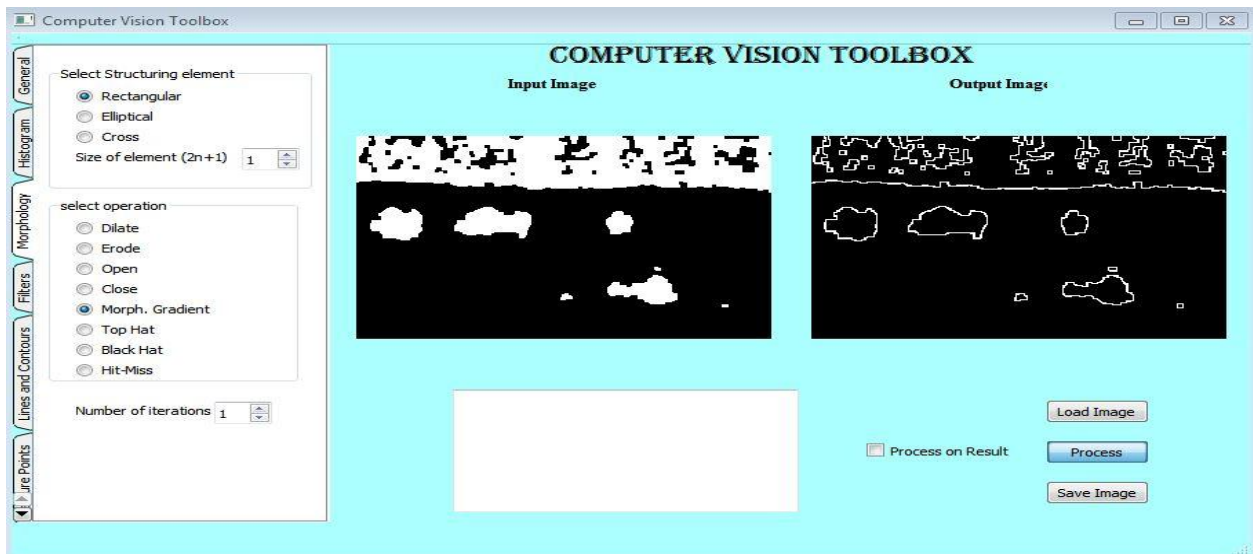 Computer Vision Toolbox
General
Histogram
Morphology
Filters
Lines and Contours
ure Points
Select Structuring element
Rectangular
Elliptical
Cross
Size of element (2n+1) 1
select operation
Dilate
Erode
Open
Close
Morph. Gradient
Top Hat
Black Hat
Hit-Miss
Number of iterations 1
COMPUTER VISION TOOLBOX
Input Image
Output Image
Load Image
Process on Result
Process
Save Image